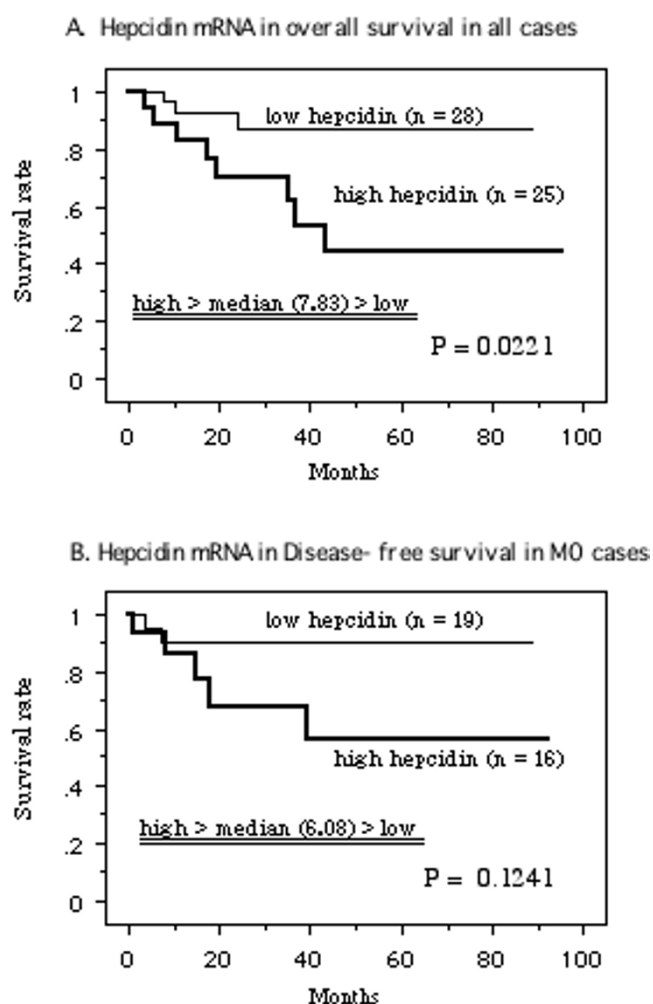 A. Hepcidin mRNA in overall survival in all cases
1
low hepcidin (n = 28)
.8
high hepcidin (n = 25)
.6
Survival rate
.4
high > median (7.83) > low
.2
P = 0.0221
0
0 20 40 60 80 100
Months
B. Hepcidin mRNA in Disease- free survival in M0 cases
1
low hepcidin (n = 19)
.8
.6
Survival rate
high hepcidin (n = 16)
.4
high > median (6.08) > low
.2
P = 0.1241
0
0 20 40 60 80 100
Months